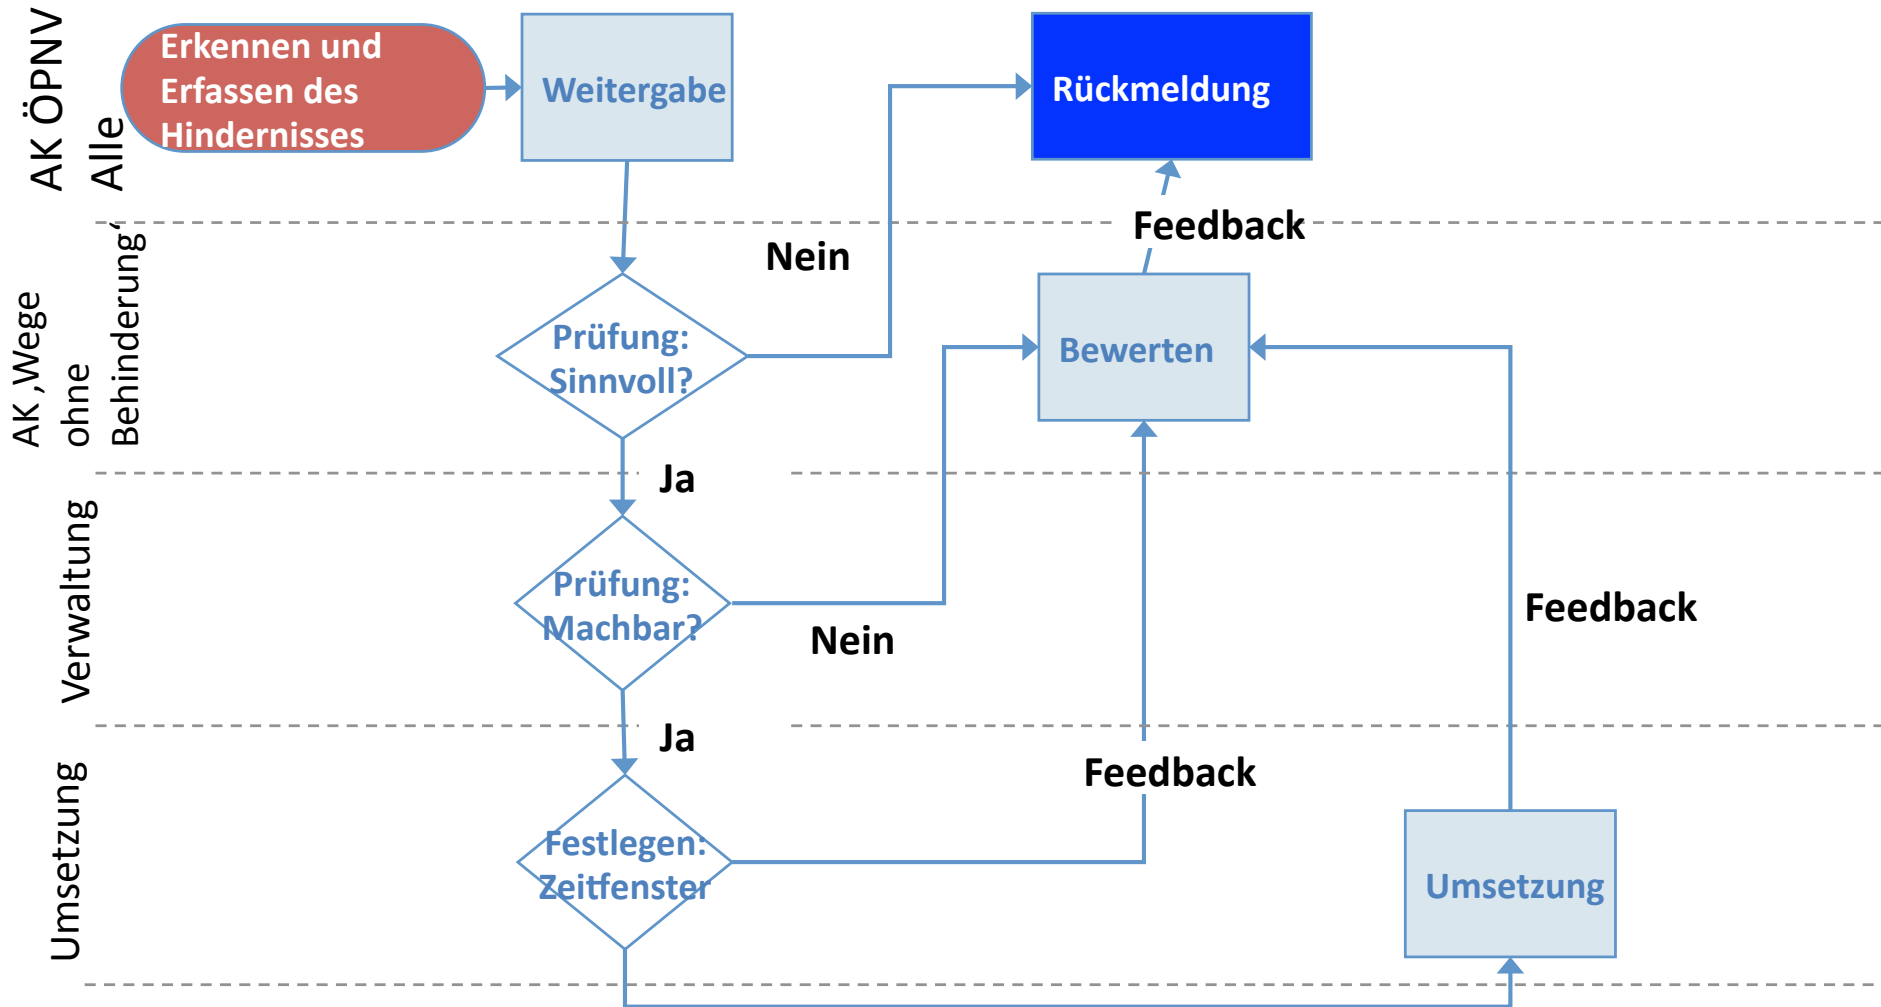 AK ÖPNV
Alle
Erkennen und
Erfassen des
Hindernisses
Weitergabe
Rückmeldung
AK ‚Wege
ohne
Behinderung‘
Nein
Feedback
Prüfung:
Sinnvoll?
Bewerten
Ja
Verwaltung
Prüfung:
Machbar?
Nein
Feedback
Ja
Umsetzung
Feedback
Festlegen:
Zeitfenster
Umsetzung